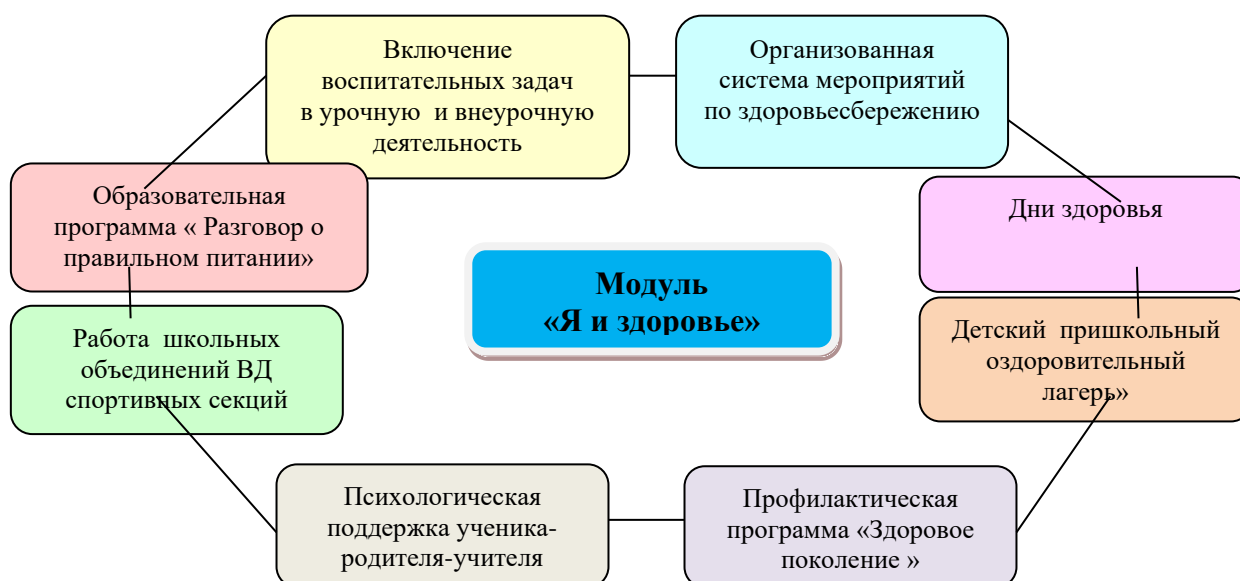 Включение
воспитательных задач
в урочную и внеурочную
деятельность
Организованная
система мероприятий
по здоровьесбережению
Образовательная
программа « Разговор о
правильном питании»
Дни здоровья
Модуль
«Я и здоровье»
Работа школьных
объединений ВД
спортивных секций
Детский пришкольный
оздоровительный
лагерь»
Психологическая
поддержка ученика-
родителя-учителя
Профилактическая
программа «Здоровое
поколение »